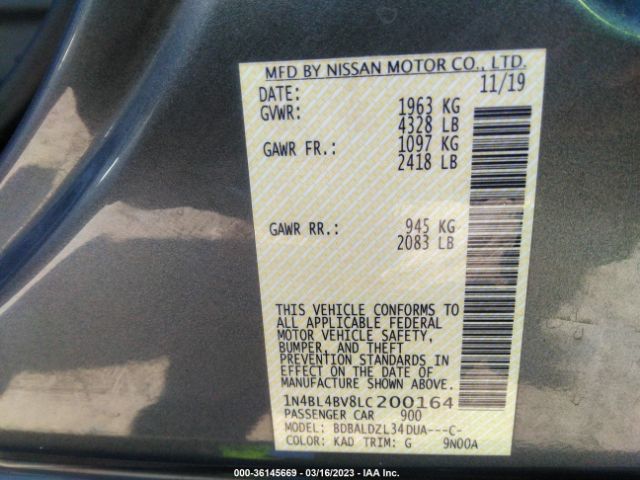 MFD BY NISSAN MOTOR CO., LTD.
DATE: 11/19
GVWR: 1963 KG
4328 LB
GAWR FR.: 1097 KG
2418 LB
GAWR RR.: 945 KG
2083 LB
THIS VEHICLE CONFORMS TO
ALL APPLICABLE FEDERAL
MOTOR VEHICLE SAFETY,
BUMPER, AND THEFT
PREVENTION STANDARDS IN
EFFECT ON THE DATE OF
MANUFACTURE SHOWN ABOVE.
1N4BL4BV8LC200164
PASSENGER CAR 900
MODEL: BDBALDZL34DUA---C-
COLOR: KAD TRIM: G 9N00A
000-36145669 - 03/16/2023 - IAA Inc.